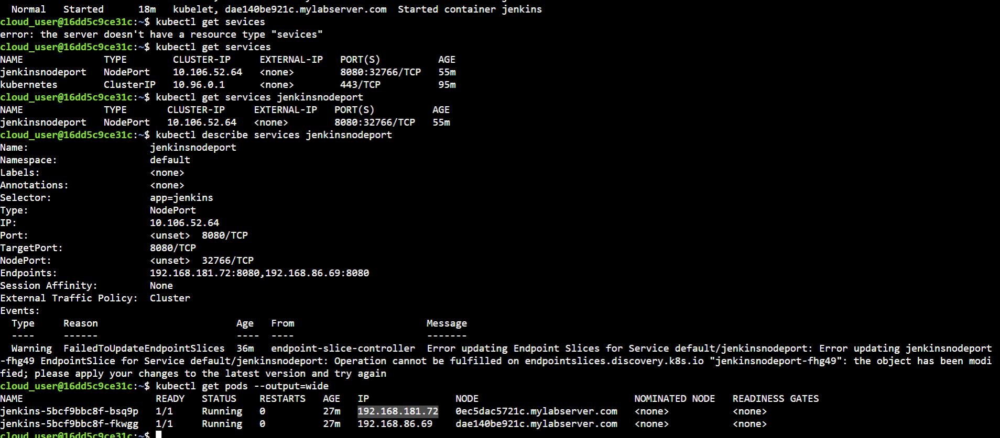 Normal   Started      18m   kubelet, dae140be921c.mylabserver.com  Started container jenkins
cloud_user@16dd5c9ce31c:~$ kubectl get sevices
error: the server doesn't have a resource type "sevices"
cloud_user@16dd5c9ce31c:~$ kubectl get services
NAME              TYPE        CLUSTER-IP     EXTERNAL-IP   PORT(S)          AGE
jenkinsnodeport   NodePort    10.106.52.64   <none>        8080:32766/TCP   55m
kubernetes        ClusterIP   10.96.0.1      <none>        443/TCP          95m
cloud_user@16dd5c9ce31c:~$ kubectl get services jenkinsnodeport
NAME              TYPE       CLUSTER-IP     EXTERNAL-IP   PORT(S)          AGE
jenkinsnodeport   NodePort   10.106.52.64   <none>        8080:32766/TCP   55m
cloud_user@16dd5c9ce31c:~$ kubectl describe services jenkinsnodeport
Name:                     jenkinsnodeport
Namespace:                default
Labels:                   <none>
Annotations:              <none>
Selector:                 app=jenkins
Type:                     NodePort
IP:                       10.106.52.64
Port:                     <unset>  8080/TCP
TargetPort:               8080/TCP
NodePort:                 <unset>  32766/TCP
Endpoints:                192.168.181.72:8080,192.168.86.69:8080
Session Affinity:         None
External Traffic Policy:  Cluster
Events:
  Type     Reason                        Age   From                       Message
  ----     ------                        ----  ----                       -------
  Warning  FailedToUpdateEndpointSlices  36m   endpoint-slice-controller  Error updating Endpoint Slices for Service default/jenkinsnodeport: Error updating jenkinsnodeport
-fhg49 EndpointSlice for Service default/jenkinsnodeport: Operation cannot be fulfilled on endpointslices.discovery.k8s.io "jenkinsnodeport-fhg49": the object has been modi
fied; please apply your changes to the latest version and try again
cloud_user@16dd5c9ce31c:~$ kubectl get pods --output=wide
NAME                       READY   STATUS    RESTARTS   AGE   IP               NODE                           NOMINATED NODE   READINESS GATES
jenkins-5bcf9bbc8f-bsq9p   1/1     Running   0          27m   192.168.181.72   0ec5dac5721c.mylabserver.com   <none>           <none>
jenkins-5bcf9bbc8f-fkwgg   1/1     Running   0          27m   192.168.86.69    dae140be921c.mylabserver.com   <none>           <none>
cloud_user@16dd5c9ce31c:~$